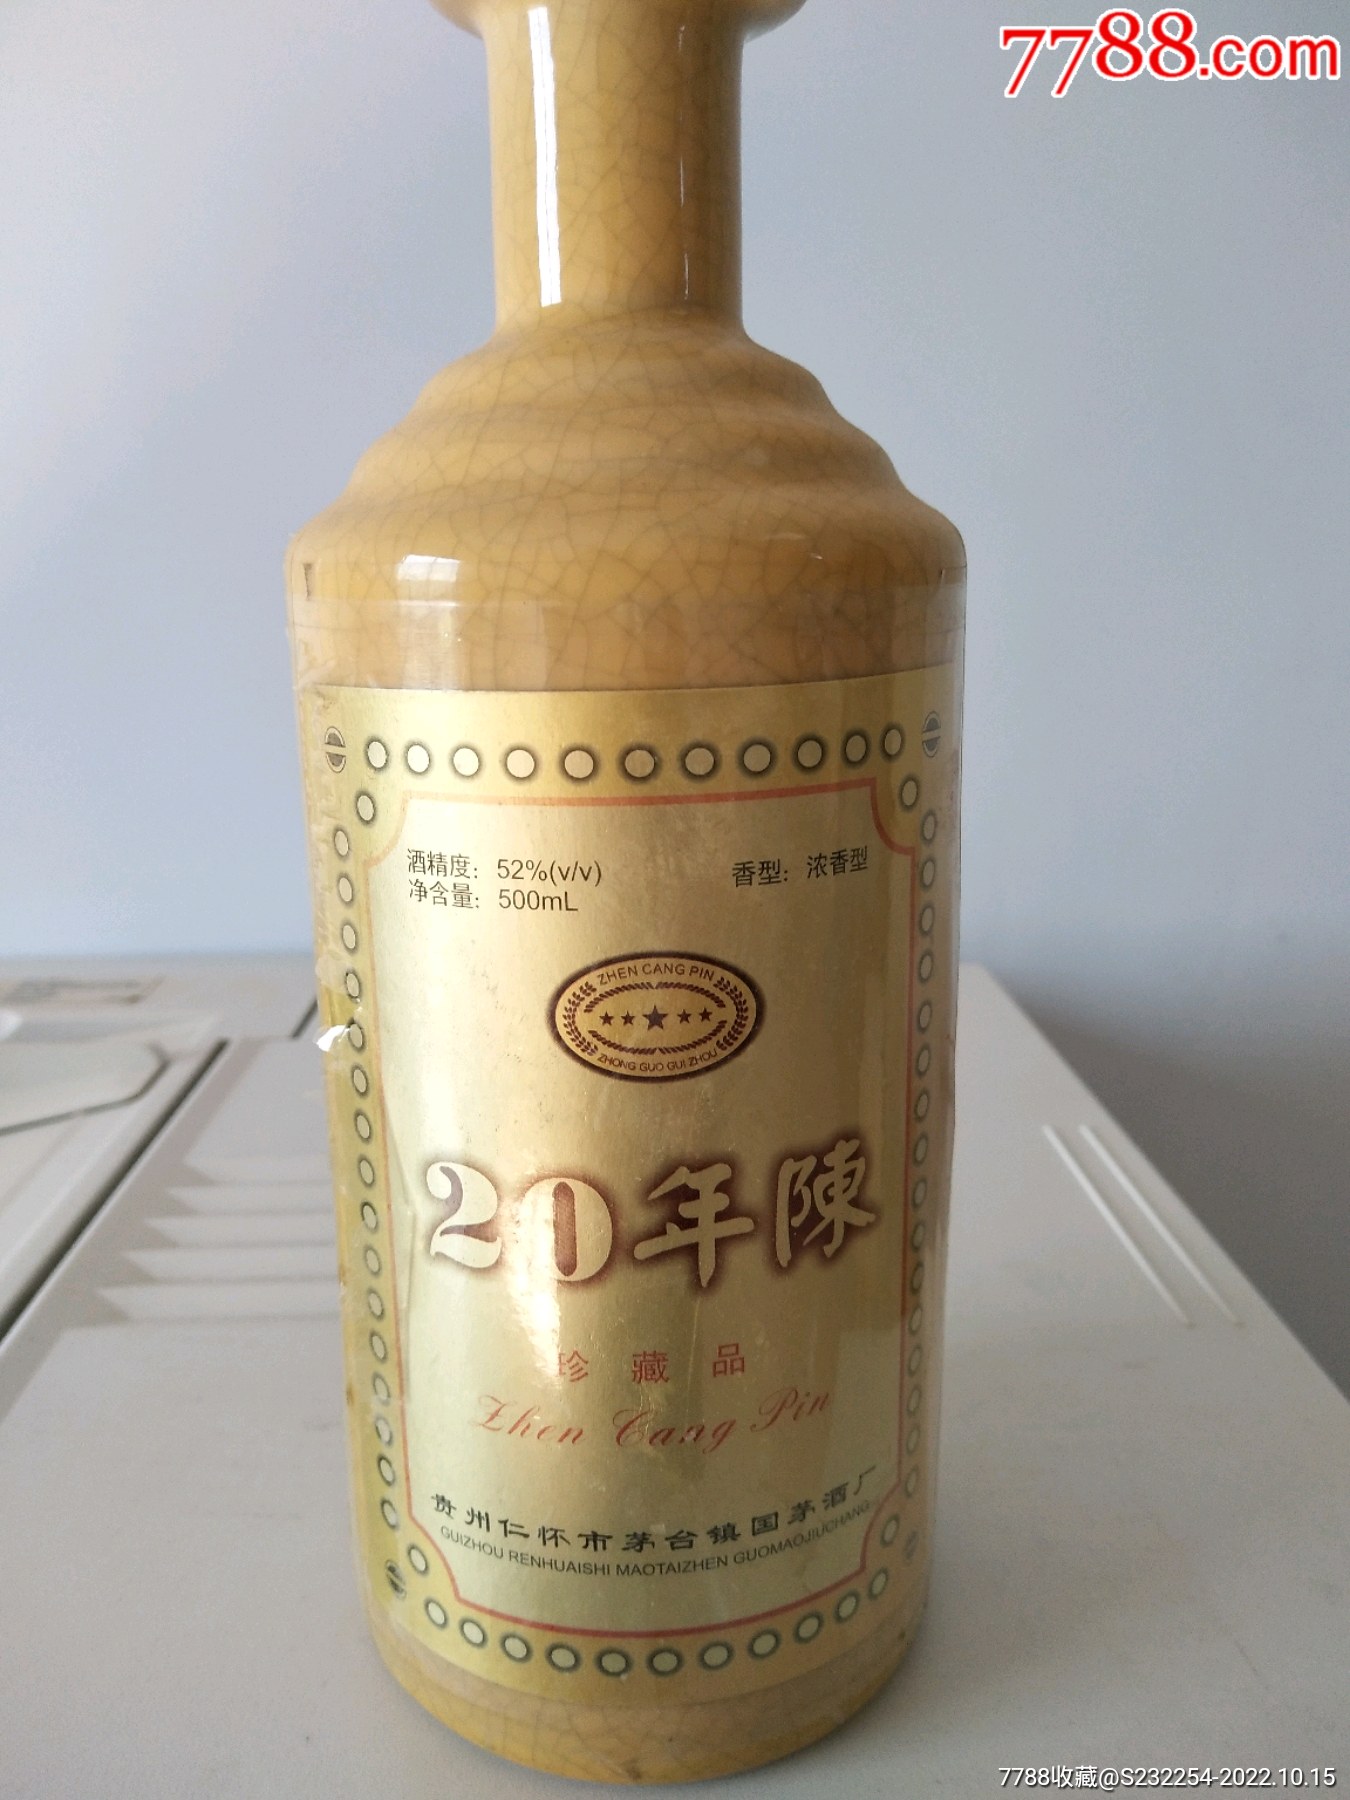 7788.com
酒精度：52%(v/v)
净含量：500mL
香型：浓香型
ZHEN CANG PIN
ZHONG GUO GUI ZHOU
20年陳
珍藏品
Zhen Cang Pin
贵州仁怀市茅台镇国茅酒厂
GUIZHOU RENHUAISHI MAOTAIZHEN GUOMAOJIUCHANG
7788收藏@S232254-2022.10.15